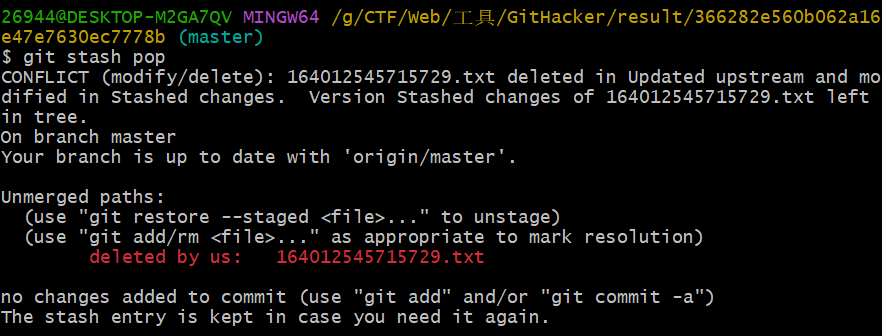 26944@DESKTOP-M2GA7QV MINGW64 /g/CTF/Web/工具/GitHacker/result/366282e560b062a16
e47e7630ec7778b (master)
$ git stash pop
CONFLICT (modify/delete): 164012545715729.txt deleted in Updated upstream and mo
dified in Stashed changes.  Version Stashed changes of 164012545715729.txt left
in tree.
On branch master
Your branch is up to date with 'origin/master'.

Unmerged paths:
  (use "git restore --staged <file>..." to unstage)
  (use "git add/rm <file>..." as appropriate to mark resolution)
        deleted by us:   164012545715729.txt

no changes added to commit (use "git add" and/or "git commit -a")
The stash entry is kept in case you need it again.